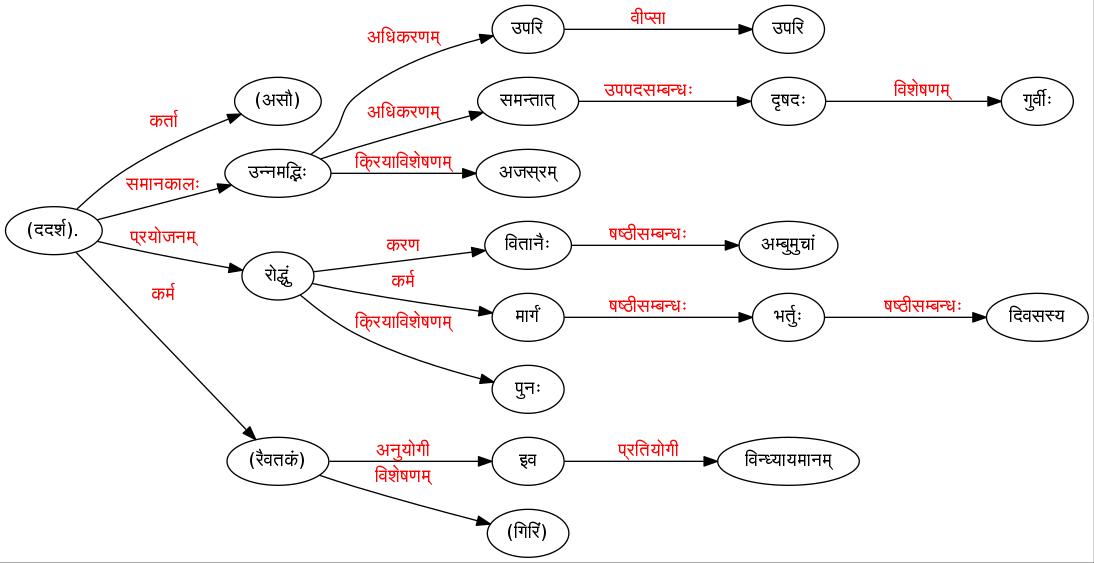 उपरि वीप्सा उपरि
अधिकरणम्
(असौ)
कर्ता
अधिकरणम् समन्तात् उपपदसम्बन्धः दृषदः विशेषणम् गुर्वीः
समानकालः उन्नमद्भिः क्रियाविशेषणम् अजस्रम्
(ददर्श).
प्रयोजनम् रोद्धुं करण वितानैः षष्ठीसम्बन्धः अम्बुमुचां
कर्म
कर्म मार्गं षष्ठीसम्बन्धः भर्तुः षष्ठीसम्बन्धः दिवसस्य
क्रियाविशेषणम् पुनः
(रैवतकं) अनुयोगी इव प्रतियोगी विन्ध्यायमानम्
विशेषणम् (गिरिं)